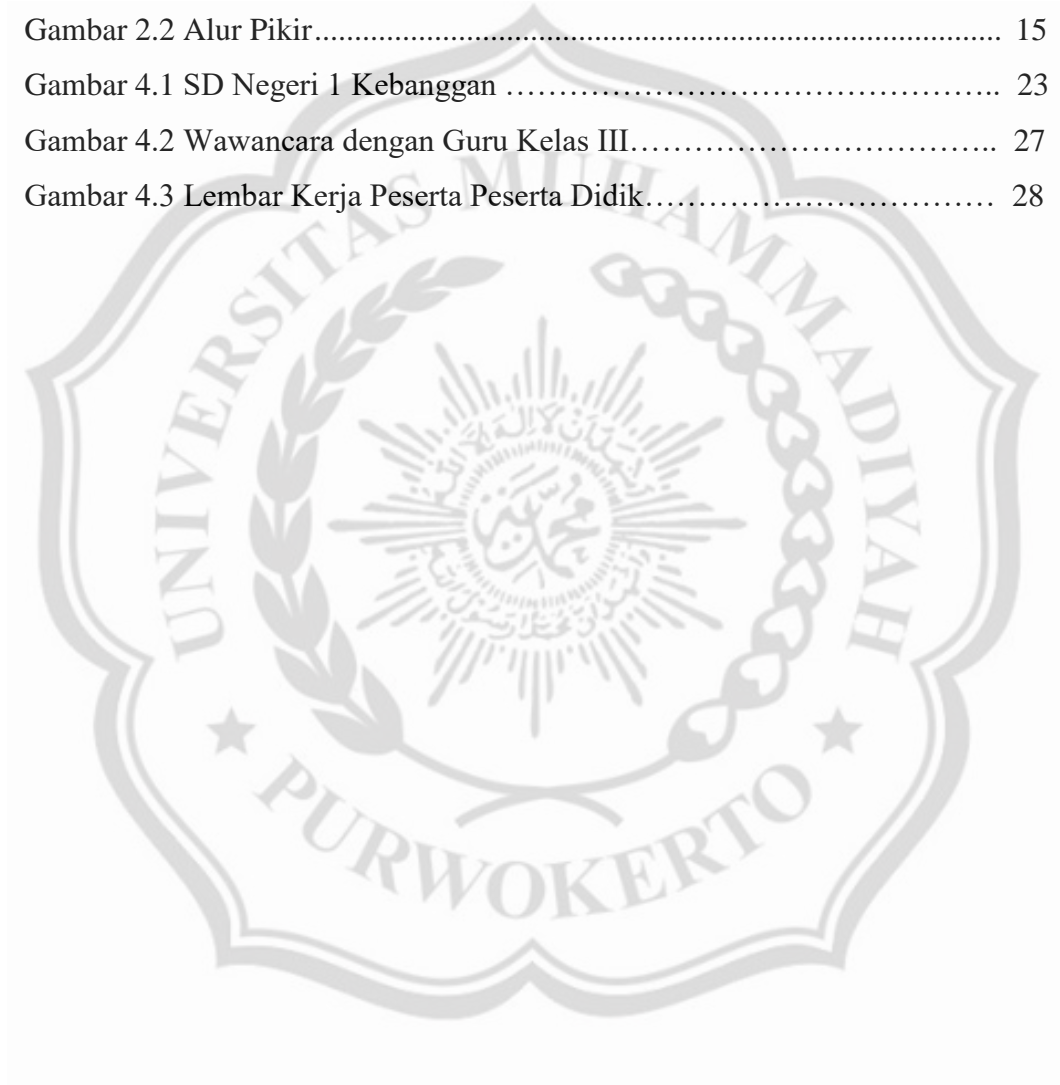 Gambar 2.2 Alur Pikir...................................................................................... 15
Gambar 4.1 SD Negeri 1 Kebanggan ……………………………………….. 23
Gambar 4.2 Wawancara dengan Guru Kelas III…………………………….. 27
Gambar 4.3 Lembar Kerja Peserta Peserta Didik…………………………… 28
UNIVERSITAS MUHAMMADIYAH
محمد
★ PURWOKERTO ★